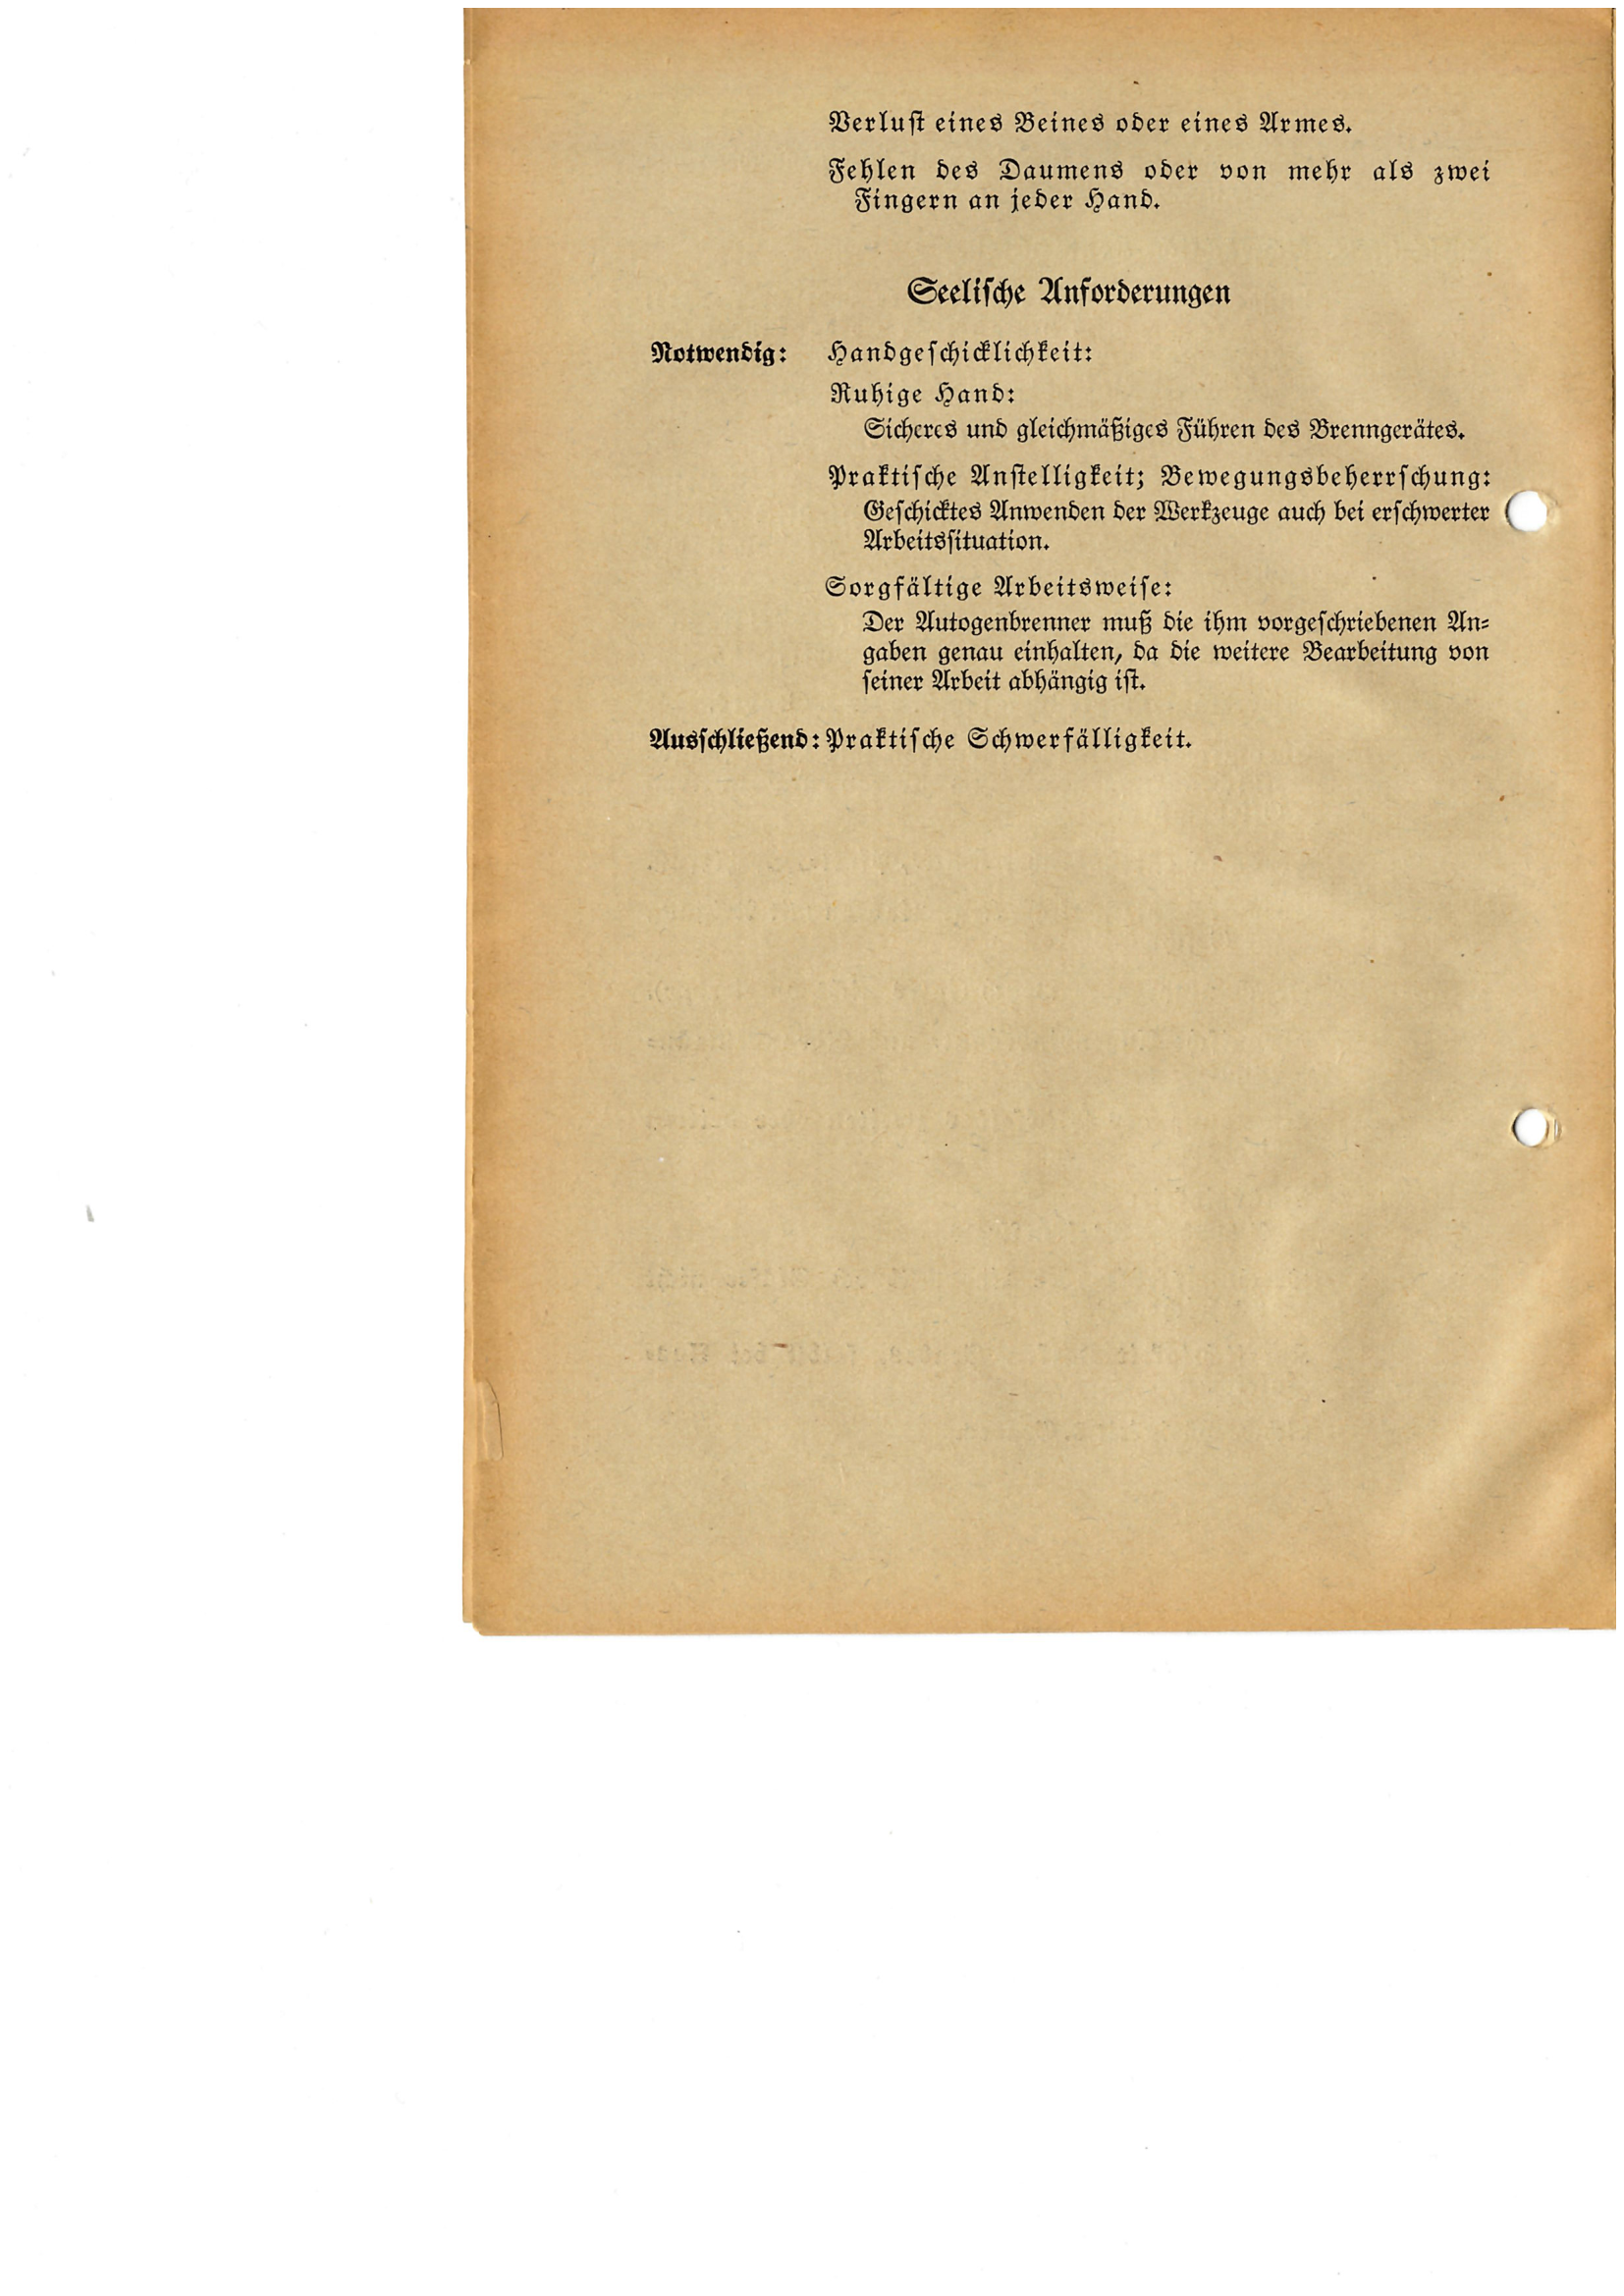 Verlust eines Beines oder eines Armes.
Fehlen des Daumens oder von mehr als zwei
Fingern an jeder Hand.
Seelische Anforderungen
Notwendig: Handgeschicklichkeit:
Ruhige Hand:
Sicheres und gleichmäßiges Führen des Brenngerätes.
Praktische Anstelligkeit; Bewegungsbeherrschung:
Geschicktes Anwenden der Werkzeuge auch bei erschwerter
Arbeitssituation.
Sorgfältige Arbeitsweise:
Der Autogenbrenner muß die ihm vorgeschriebenen An-
gaben genau einhalten, da die weitere Bearbeitung von
seiner Arbeit abhängig ist.
Ausschließend: Praktische Schwerfälligkeit.